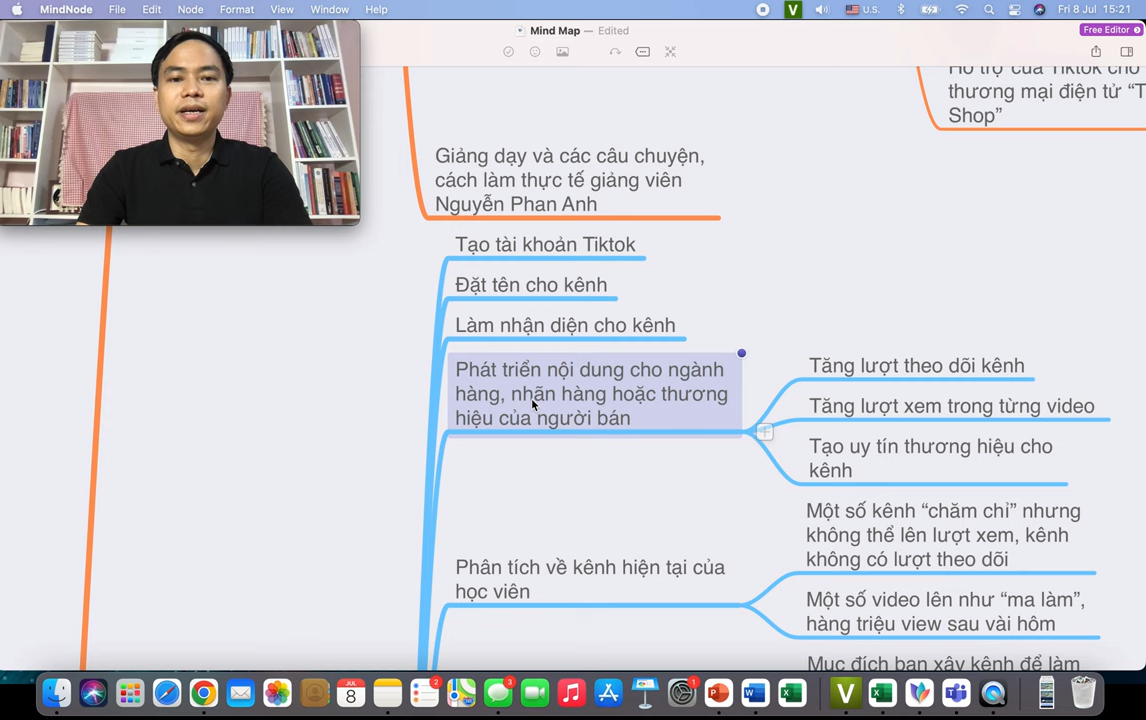 MindNode File Edit View Node Format View Window Help
U.S. Fri 8 Jul 15:21
Mind Map — Edited
Free Editor
Hỗ trợ của Tiktok cho
thương mại điện tử “T
Shop”
Giảng dạy và các câu chuyện,
cách làm thực tế giảng viên
Nguyễn Phan Anh
Tạo tài khoản Tiktok
Đặt tên cho kênh
Làm nhận diện cho kênh
Phát triển nội dung cho ngành
hàng, nhãn hàng hoặc thương
hiệu của người bán
Tăng lượt theo dõi kênh
Tăng lượt xem trong từng video
Tạo uy tín thương hiệu cho
kênh
Phân tích về kênh hiện tại của
học viên
Một số kênh “chăm chỉ” nhưng
không thể lên lượt xem, kênh
không có lượt theo dõi
Một số video lên như “ma làm”,
hàng triệu view sau vài hôm
Mục đích bạn xây kênh để làm
JUL
8
2
3
1